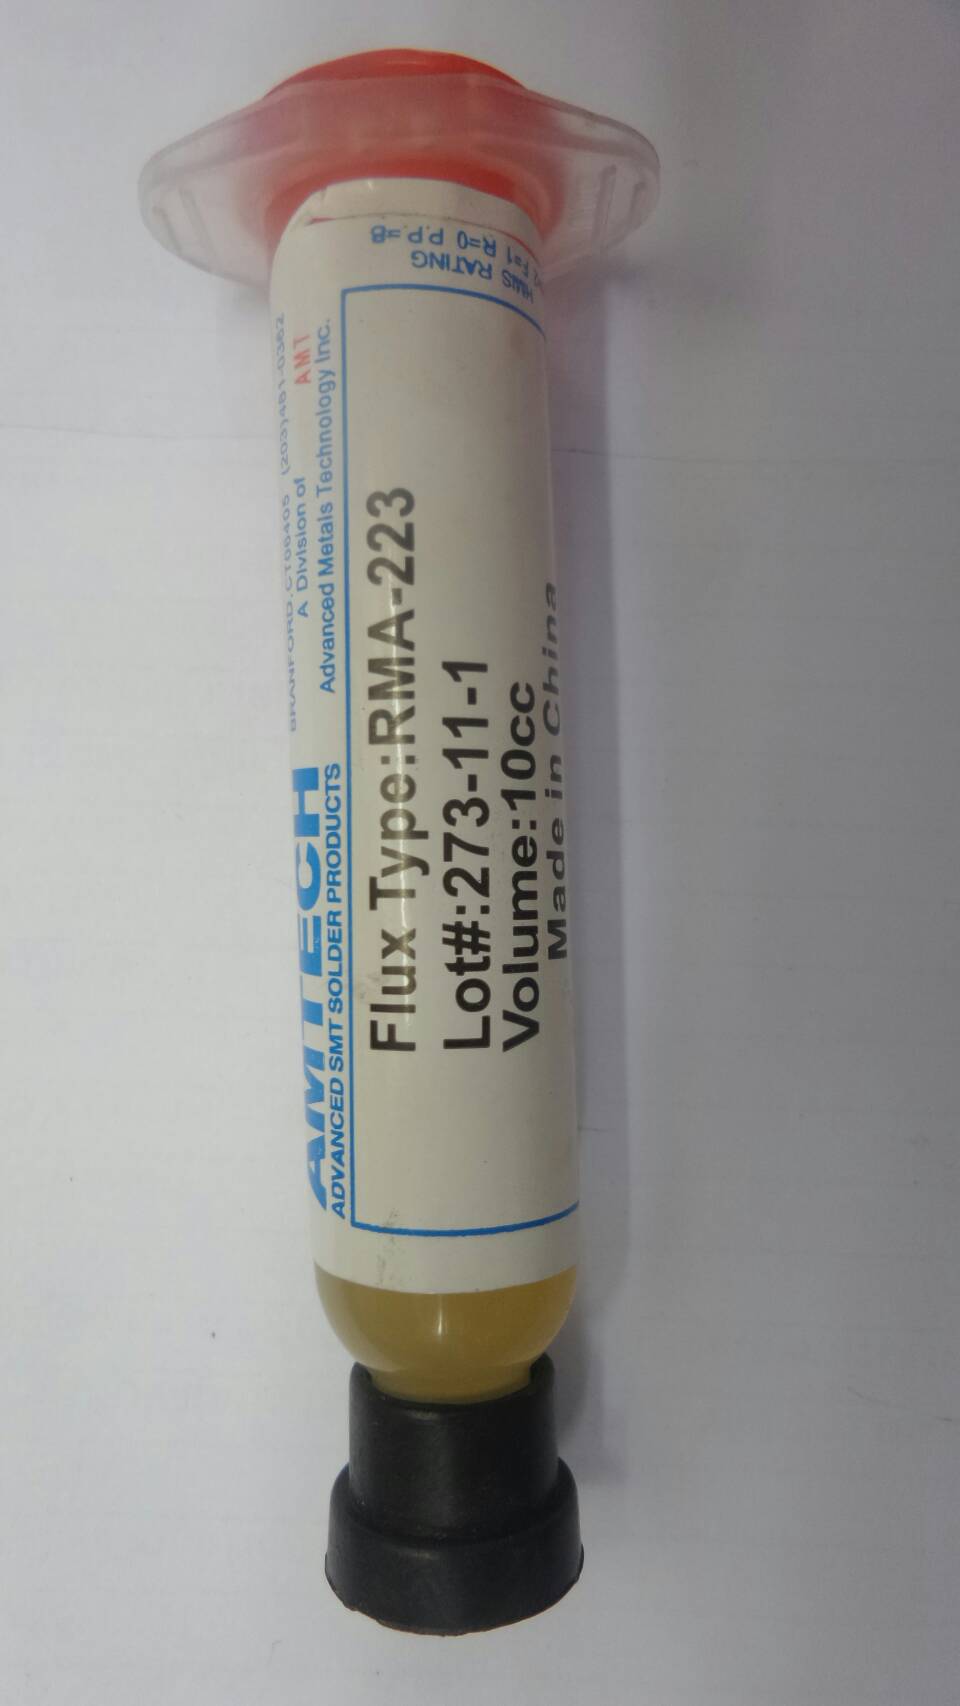 AMTECH
ADVANCED SMT SOLDER PRODUCTS
BRANFORD.CT06405 (203)481-0362
A Division of AMT
Advanced Metals Technology Inc.
Flux Type:RMA-223
Lot#:273-11-1
Volume:10cc
Made in China
HMIS RATING
F=1 R=0 P.P.=B